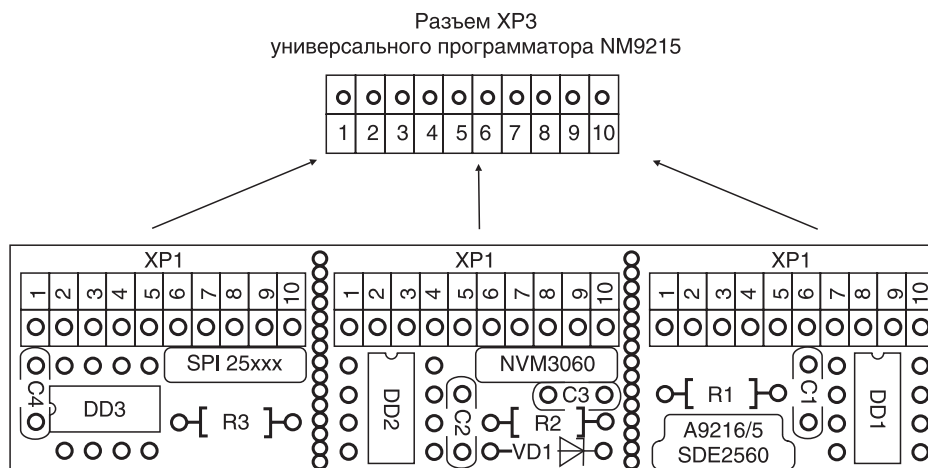 Разъем XP3
универсального программатора NM9215
1 2 3 4 5 6 7 8 9 10
XP1 XP1 XP1
1 2 3 4 5 6 7 8 9 10 1 2 3 4 5 6 7 8 9 10 1 2 3 4 5 6 7 8 9 10
SPI 25xxx NVM3060
C4 DD3 R3 DD2 C2 C3 R2 R1 C1 DD1
VD1
A9216/5
SDE2560